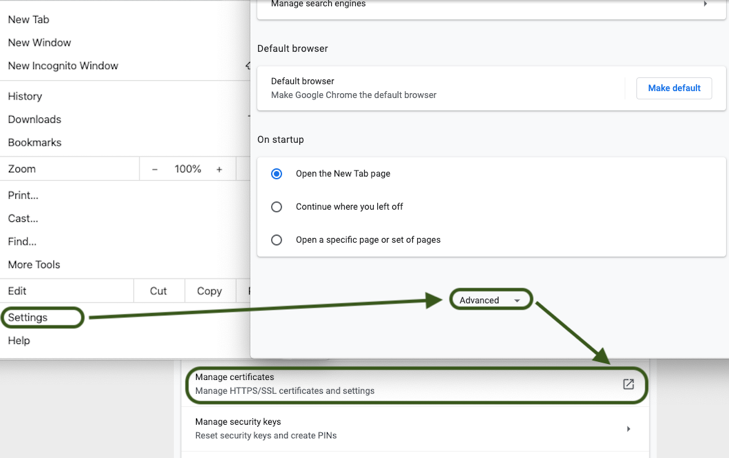 New Tab
New Window
New Incognito Window
History
Downloads
Bookmarks
Zoom – 100% +
Print...
Cast...
Find...
More Tools
Edit Cut Copy
Settings
Help
Manage search engines
Default browser
Default browser
Make Google Chrome the default browser
Make default
On startup
Open the New Tab page
Continue where you left off
Open a specific page or set of pages
Advanced
Manage certificates
Manage HTTPS/SSL certificates and settings
Manage security keys
Reset security keys and create PINs